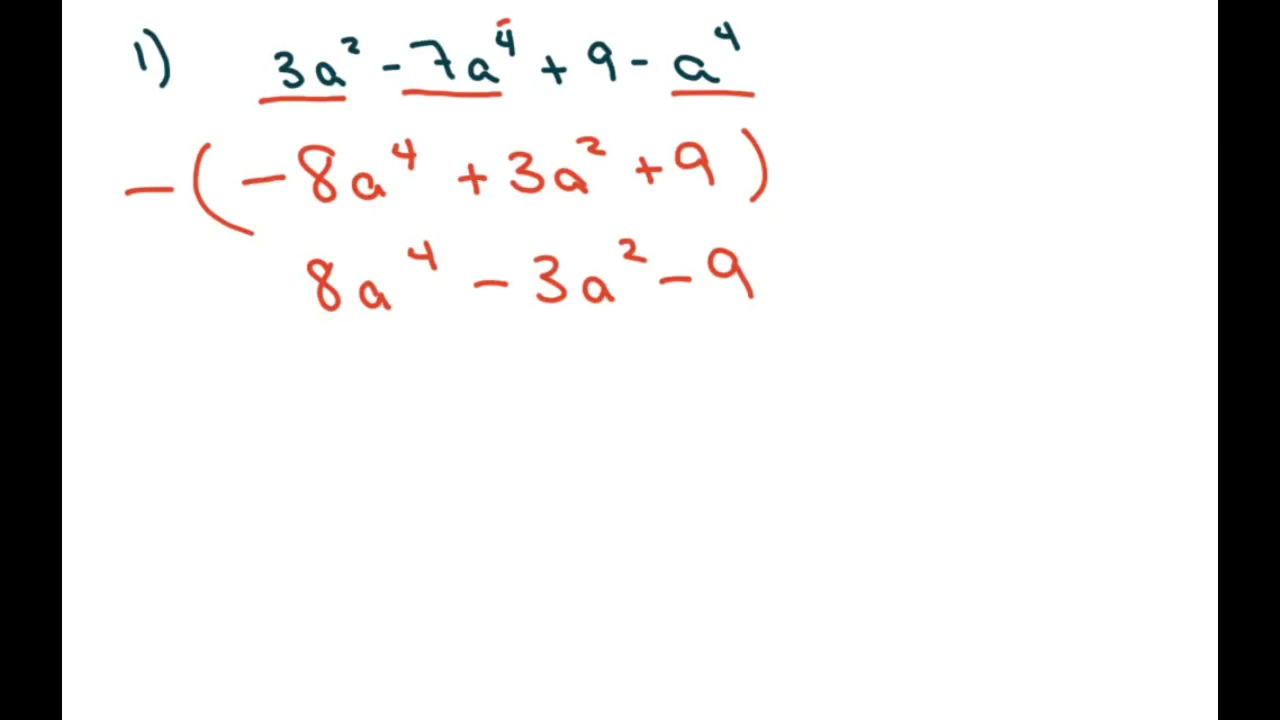 1) 3a² - 7a⁴ + 9 - a⁴
-(-8a⁴ + 3a² + 9)
8a⁴ - 3a² - 9